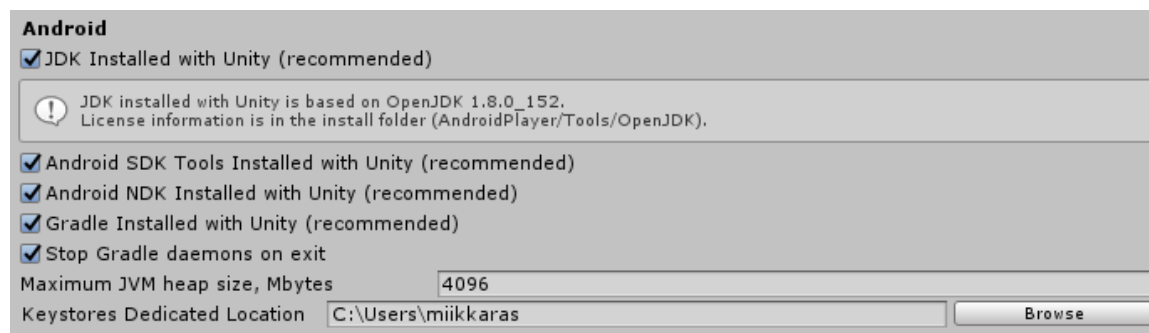 Android
JDK Installed with Unity (recommended)
JDK installed with Unity is based on OpenJDK 1.8.0_152.
License information is in the install folder (AndroidPlayer/Tools/OpenJDK).
Android SDK Tools Installed with Unity (recommended)
Android NDK Installed with Unity (recommended)
Gradle Installed with Unity (recommended)
Stop Gradle daemons on exit
Maximum JVM heap size, Mbytes 4096
Keystores Dedicated Location C:\Users\miikkaras Browse